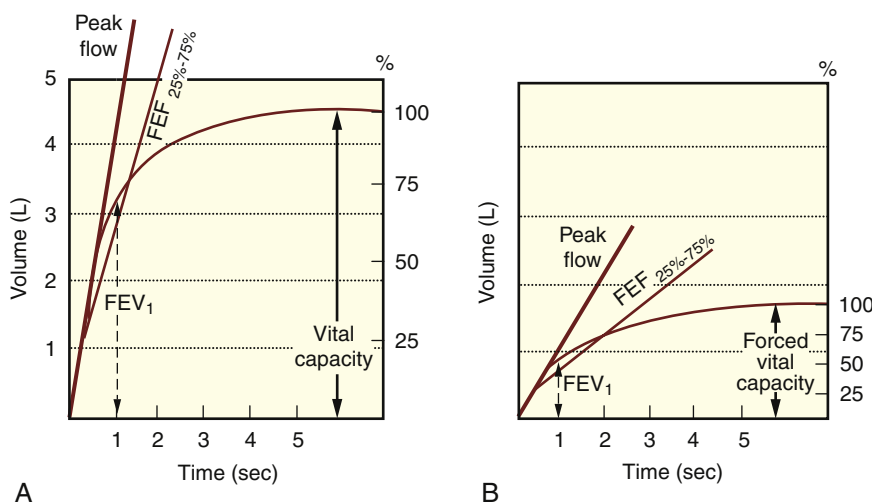 Peak
flow
FEF 25%-75%
%
5
4
3
2
1
Volume (L)
100
75
50
25
FEV1
Vital
capacity
1 2 3 4 5
Time (sec)
A
%
Volume (L)
Peak
flow
FEF 25%-75%
100
75
50
25
FEV1
Forced
vital
capacity
1 2 3 4 5
Time (sec)
B